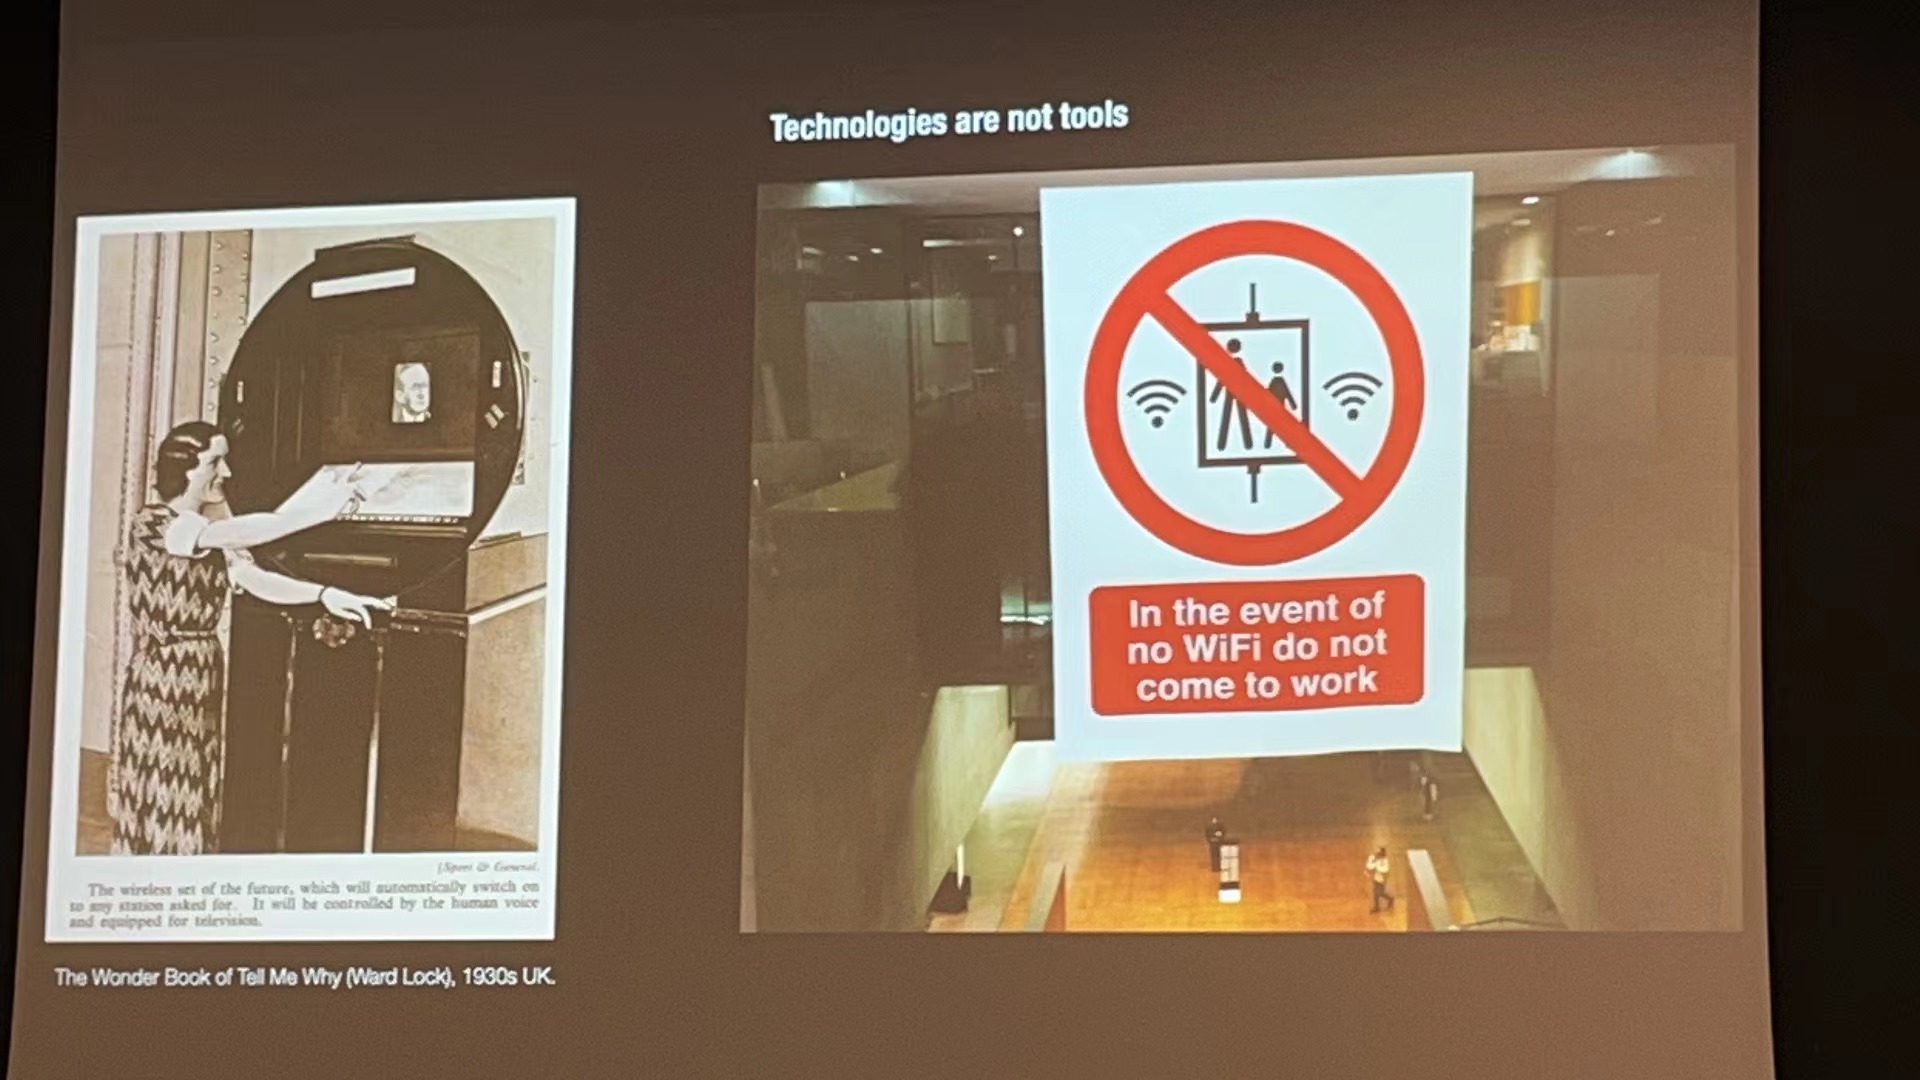 Technologies are not tools
In the event of
no WiFi do not
come to work
[Sport & General.
The wireless set of the future, which will automatically switch on
to any station asked for. It will be controlled by the human voice
and equipped for television.
The Wonder Book of Tell Me Why (Ward Lock), 1930s UK.